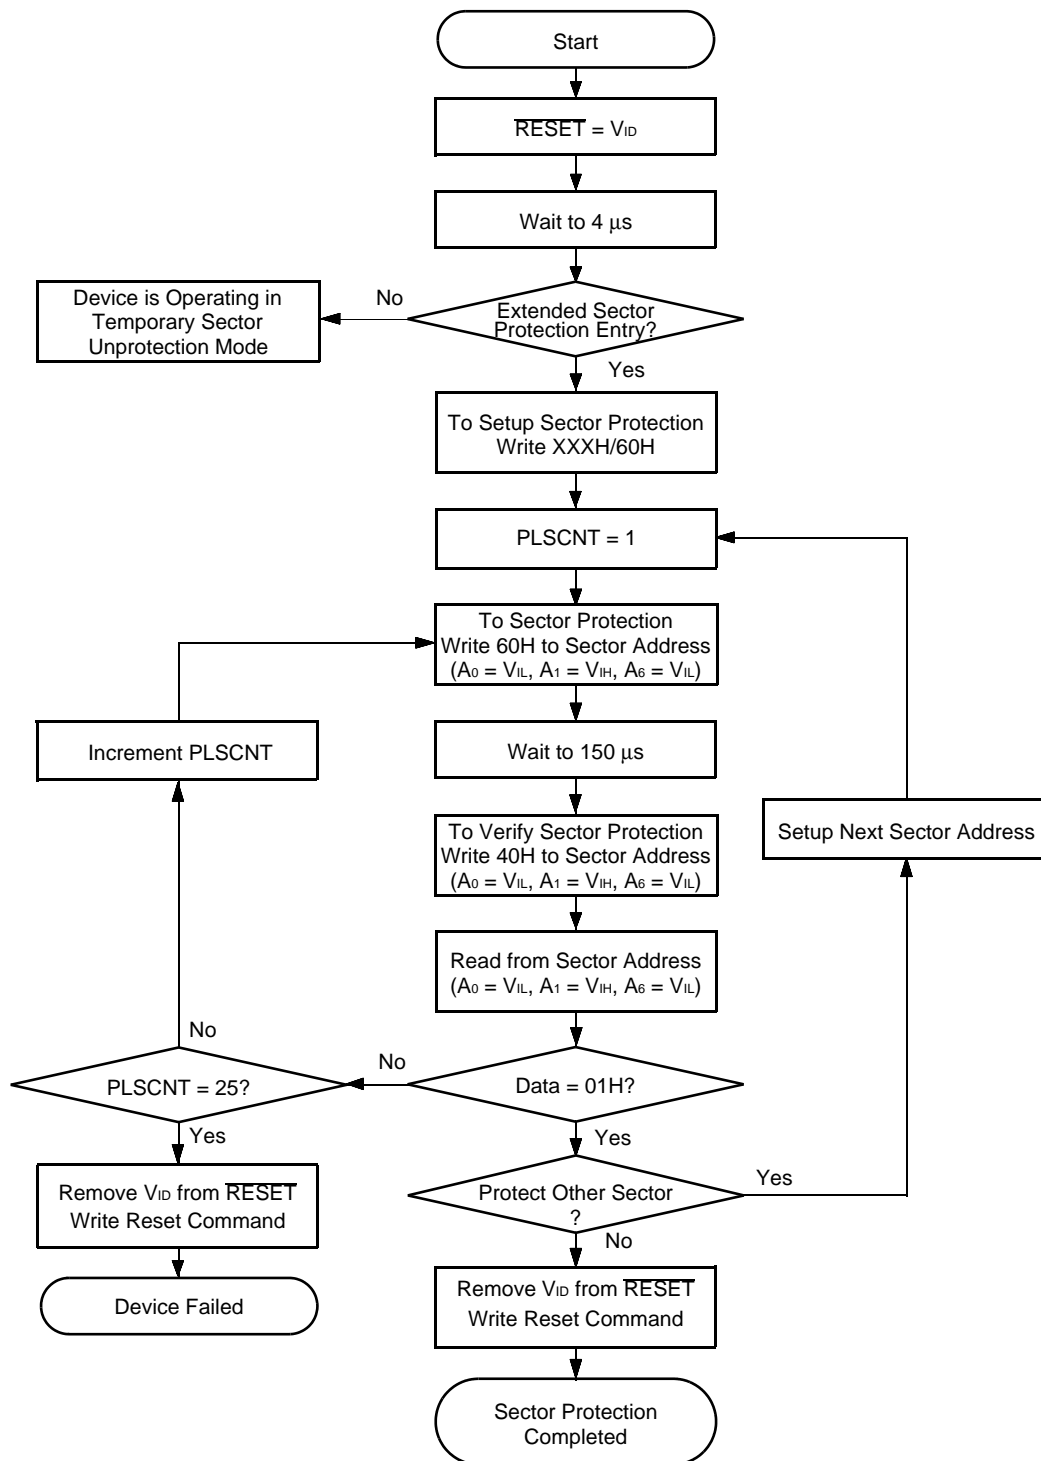 Start
RESET = VID
Wait to 4 μs
No
Device is Operating in
Temporary Sector
Unprotection Mode
Extended Sector
Protection Entry?
Yes
To Setup Sector Protection
Write XXXH/60H
PLSCNT = 1
To Sector Protection
Write 60H to Sector Address
(A0 = VIL, A1 = VIH, A6 = VIL)
Increment PLSCNT
Wait to 150 μs
To Verify Sector Protection
Write 40H to Sector Address
(A0 = VIL, A1 = VIH, A6 = VIL)
Setup Next Sector Address
Read from Sector Address
(A0 = VIL, A1 = VIH, A6 = VIL)
No
No
PLSCNT = 25?
Data = 01H?
Yes
Yes
Remove VID from RESET
Write Reset Command
Protect Other Sector
?
Yes
No
Device Failed
Remove VID from RESET
Write Reset Command
Sector Protection
Completed